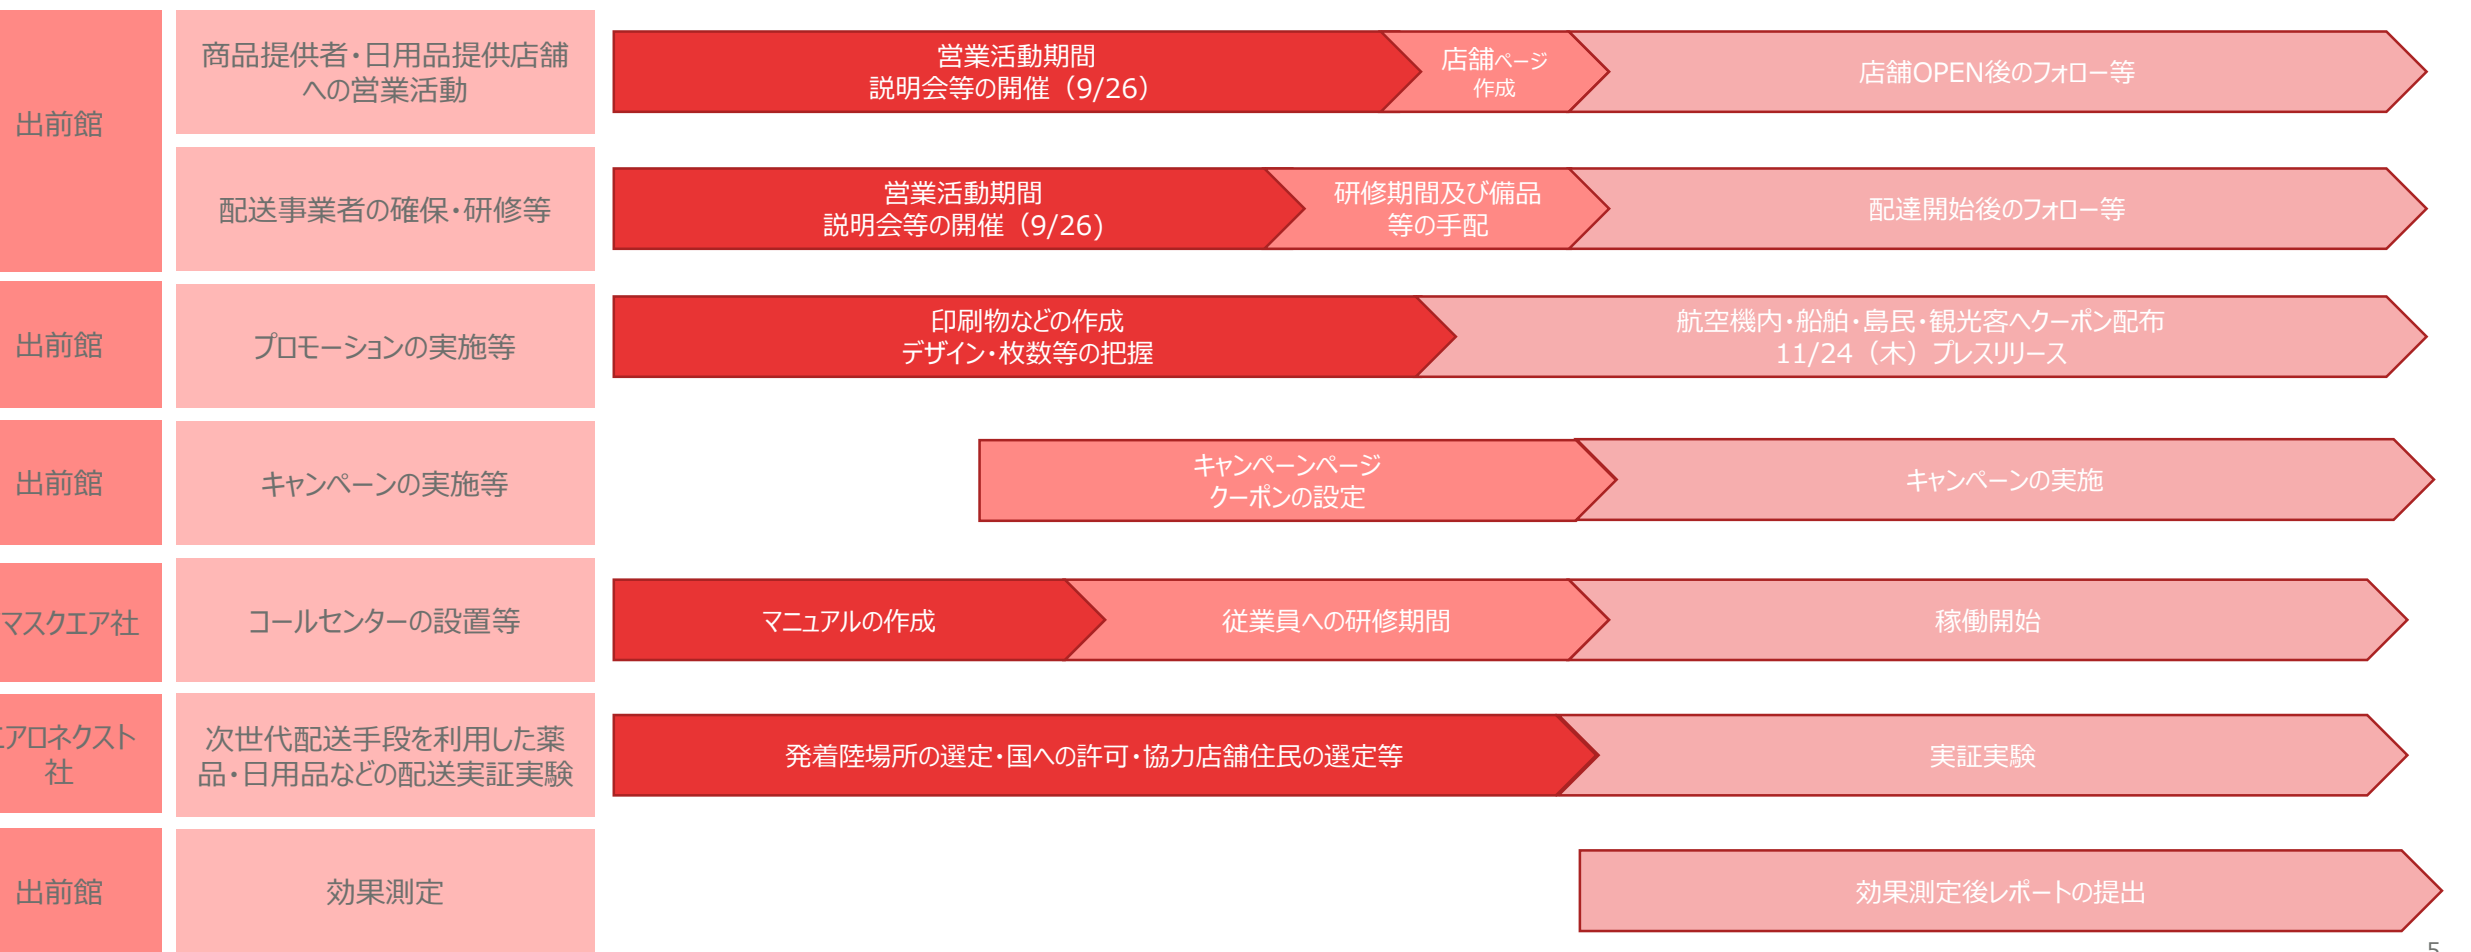 出前館
商品提供者・日用品提供店舗
への営業活動
営業活動期間
説明会等の開催（9/26）
店舗ページ
作成
店舗OPEN後のフォロー等
配送事業者の確保・研修等
営業活動期間
説明会等の開催（9/26)
研修期間及び備品
等の手配
配達開始後のフォロー等
出前館
プロモーションの実施等
印刷物などの作成
デザイン・枚数等の把握
航空機内・船舶・島民・観光客へクーポン配布
11/24（木）プレスリリース
出前館
キャンペーンの実施等
キャンペーンページ
クーポンの設定
キャンペーンの実施
マスクエア社
コールセンターの設置等
マニュアルの作成
従業員への研修期間
稼働開始
エアロネクスト
社
次世代配送手段を利用した薬
品・日用品などの配送実証実験
発着陸場所の選定・国への許可・協力店舗住民の選定等
実証実験
出前館
効果測定
効果測定後レポートの提出
5